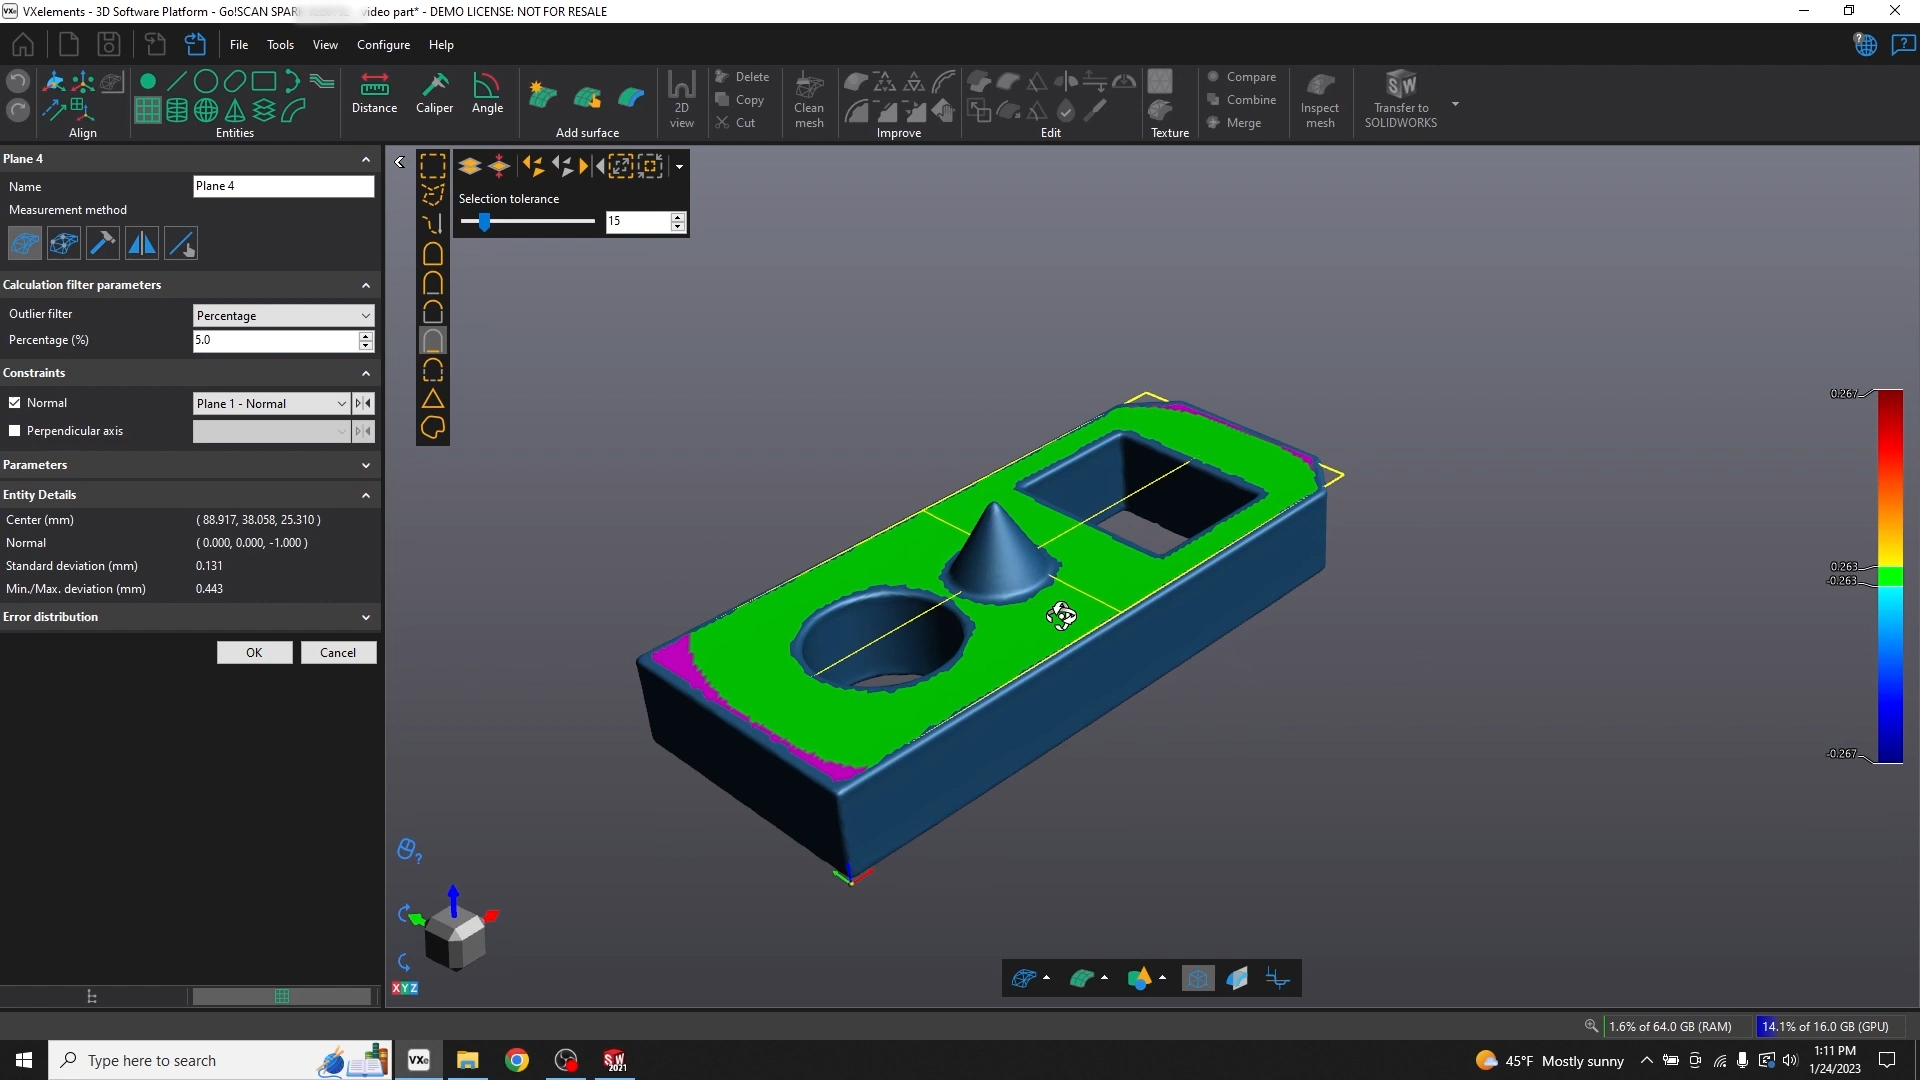 VXe VXelements - 3D Software Platform - Go!SCAN SPAR video part* - DEMO LICENSE: NOT FOR RESALE
File Tools View Configure Help
Align
Entities
Distance
Caliper
Angle
Add surface
2D
view
Delete
Copy
Cut
Clean
mesh
Improve
Edit
Texture
Compare
Combine
Merge
Inspect
mesh
Transfer to
SOLIDWORKS
Plane 4
Name Plane 4
Measurement method
Calculation filter parameters
Outlier filter Percentage
Percentage (%) 5.0
Constraints
Normal Plane 1 - Normal
Perpendicular axis
Parameters
Entity Details
Center (mm) ( 88.917, 38.058, 25.310 )
Normal ( 0.000, 0.000, -1.000 )
Standard deviation (mm) 0.131
Min./Max. deviation (mm) 0.443
Error distribution
OK Cancel
Selection tolerance
15
0.267
0.263
-0.263
-0.267
XYZ
1.6% of 64.0 GB (RAM) 14.1% of 16.0 GB (GPU)
Type here to search
VXe
SW
2021
45°F Mostly sunny
1:11 PM
1/24/2023